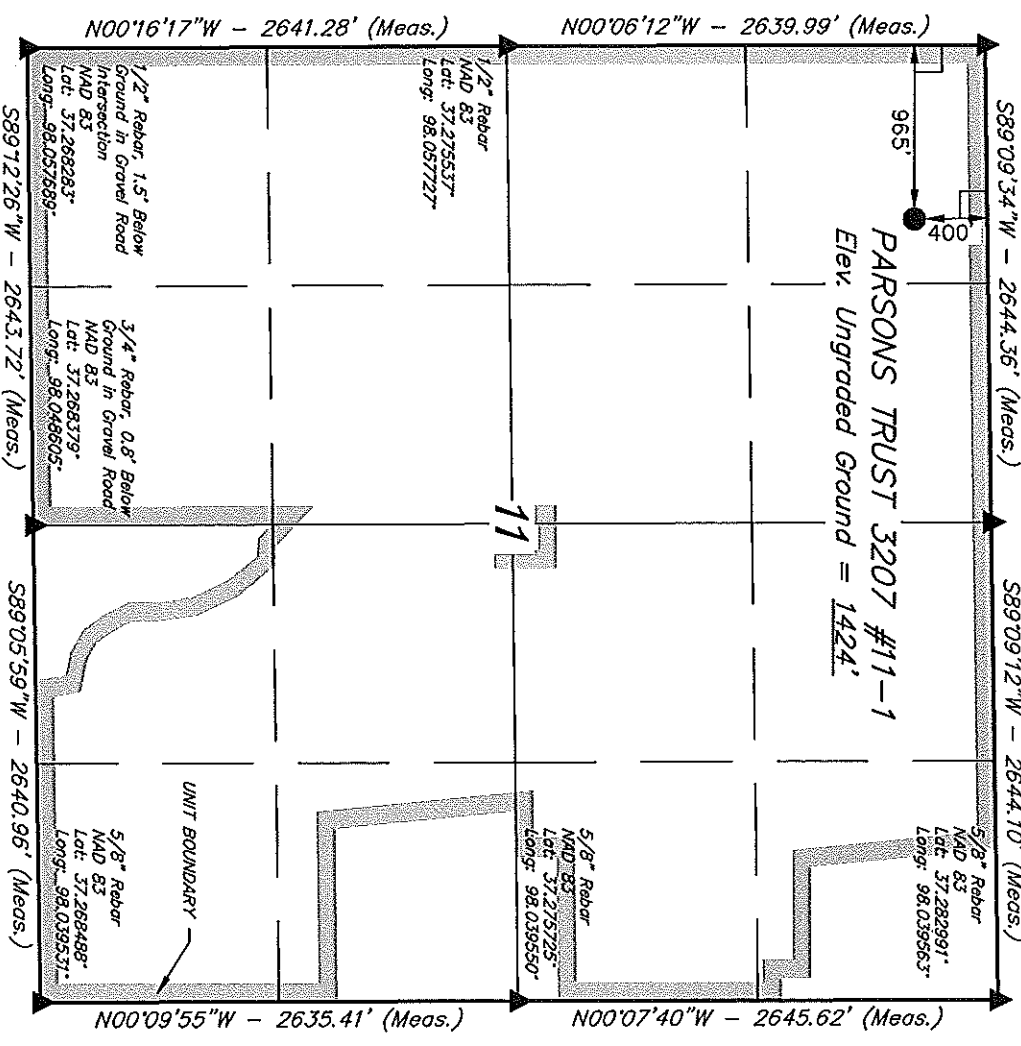 N00°16'17"W - 2641.28' (Meas.)
N00°06'12"W - 2639.99' (Meas.)
S89°09'34"W - 2644.36' (Meas.)
S89°09'12"W - 2644.10' (Meas.)
965'
400'
PARSONS TRUST 3207 #11-1
Elev. Ungraded Ground = 1424'
1/2" Rebar
NAD 83
Lat: 37.275537°
Long: 98.057727°
1/2" Rebar, 1.5' Below
Ground in Gravel Road
Intersection
NAD 83
Lat: 37.268283°
Long: 98.057689°
3/4" Rebar, 0.8' Below
Ground in Gravel Road
NAD 83
Lat: 37.268379°
Long: 98.048605°
11
5/8" Rebar
NAD 83
Lat: 37.282991°
Long: 98.039563°
5/8" Rebar
NAD 83
Lat: 37.275725°
Long: 98.039550°
5/8" Rebar
NAD 83
Lat: 37.268488°
Long: 98.039531°
UNIT BOUNDARY
S89°12'26"W - 2643.72' (Meas.)
S89°05'59"W - 2640.96' (Meas.)
N00°09'55"W - 2635.41' (Meas.)
N00°07'40"W - 2645.62' (Meas.)